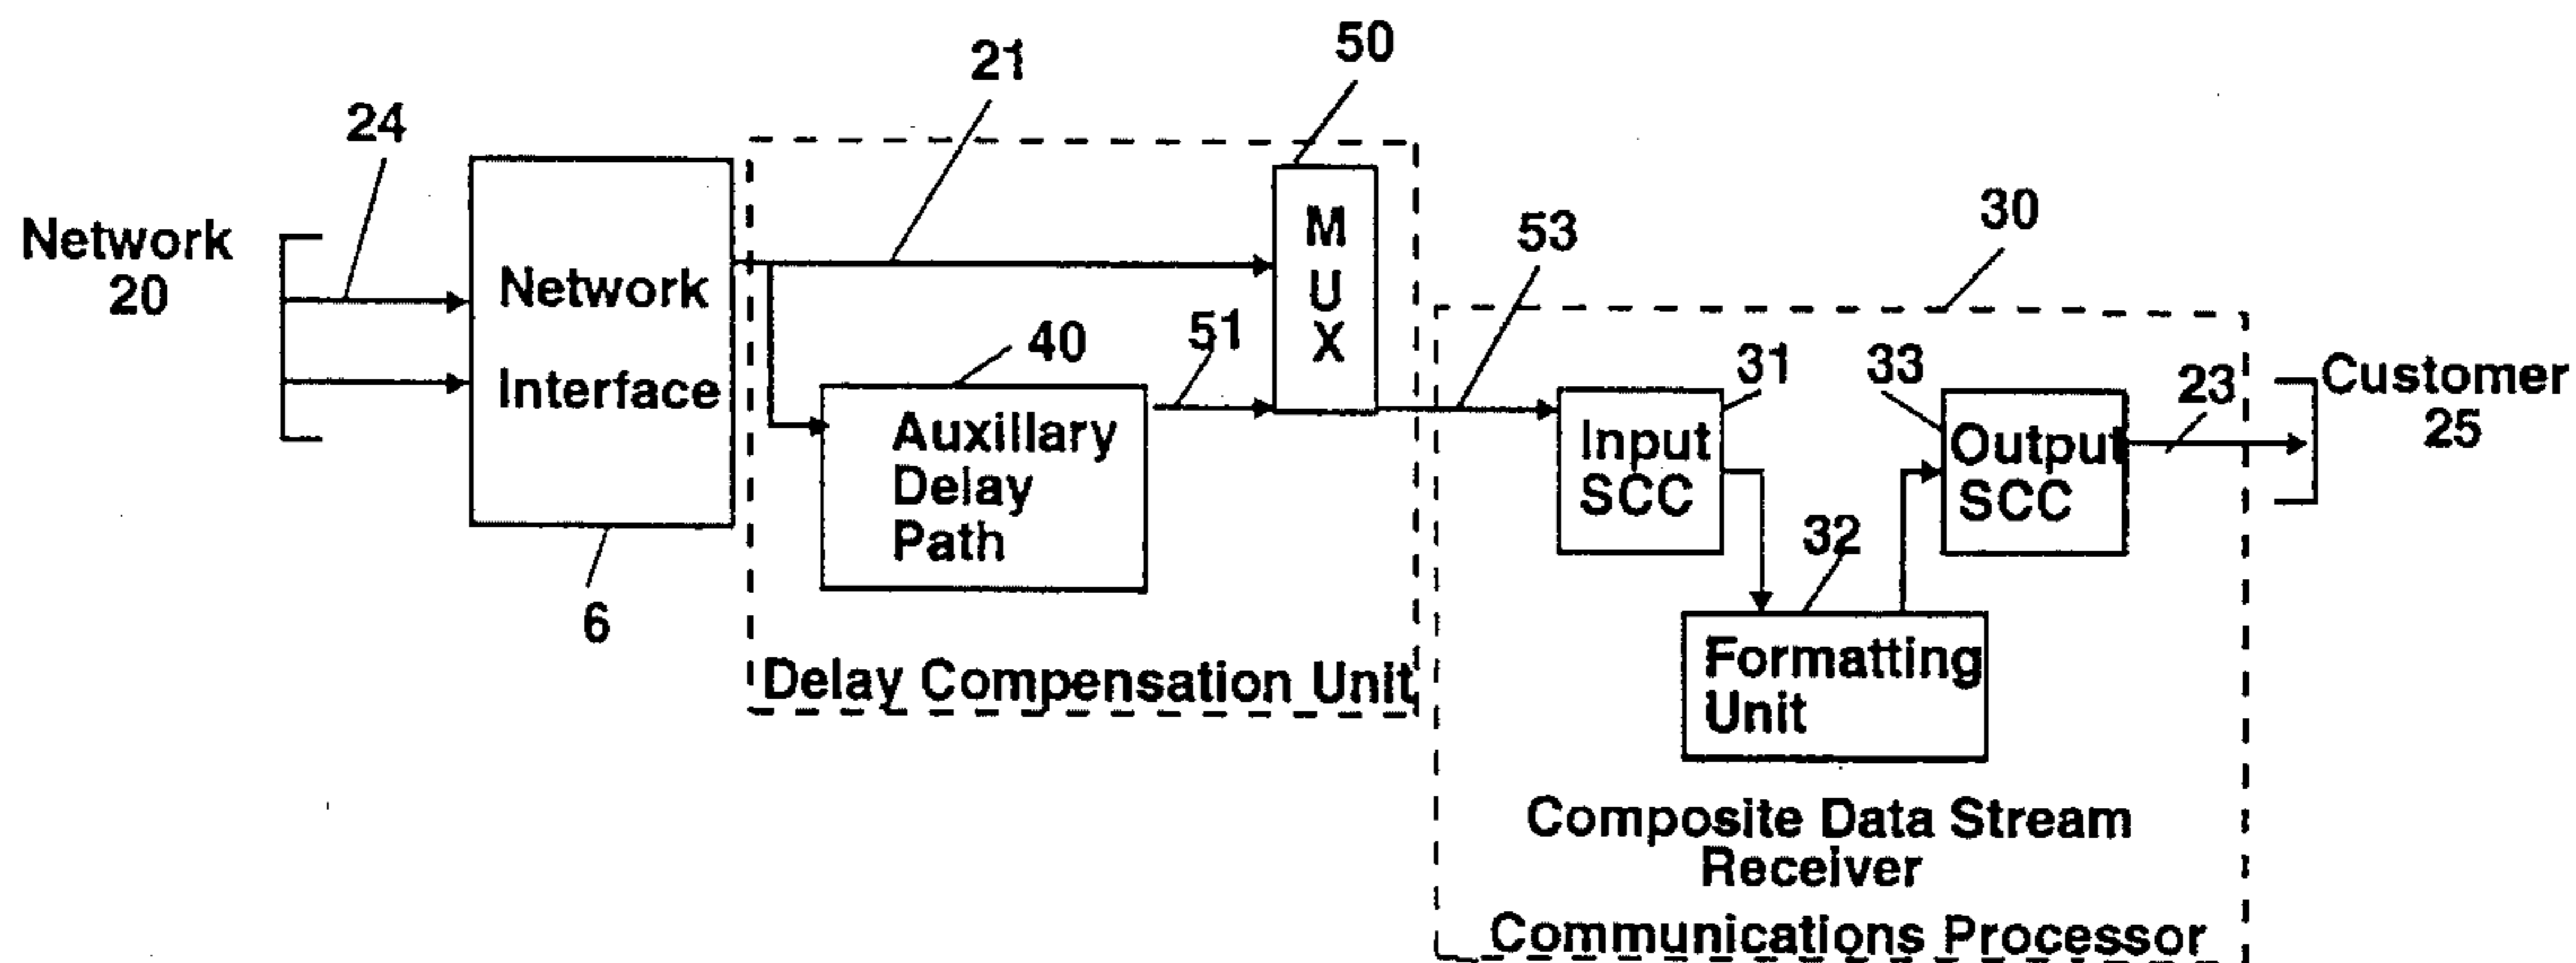 Network
20
24
Network
Interface
6
21
50
M
U
X
40
51
Auxillary
Delay
Path
Delay Compensation Unit
53
30
31
Input
SCC
33
Output
SCC
32
Formatting
Unit
23
Customer
25
Composite Data Stream
Receiver
Communications Processor